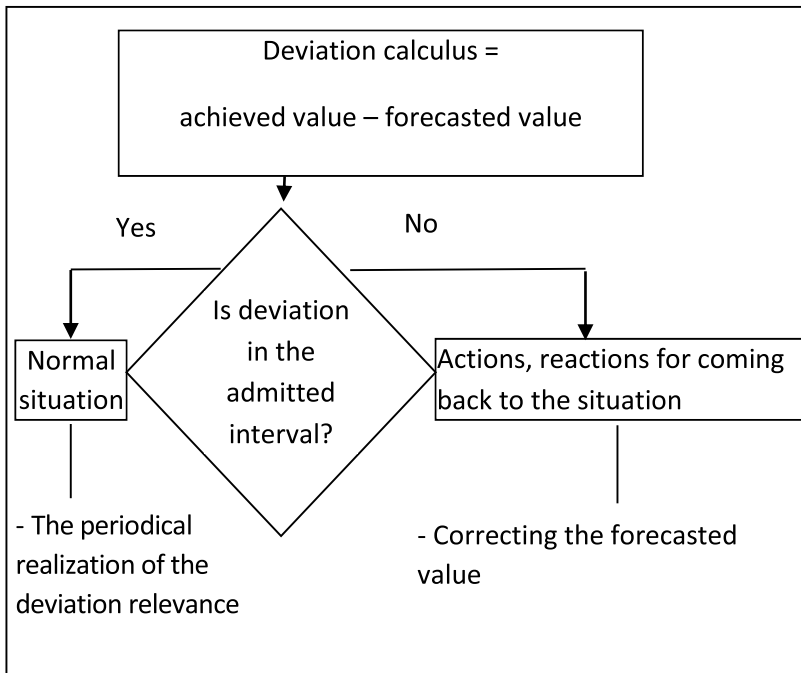 Deviation calculus =
achieved value – forecasted value
Yes
No
Is deviation
in the
admitted
interval?
Normal
situation
Actions, reactions for coming
back to the situation
- The periodical
realization of the
deviation relevance
- Correcting the forecasted
value